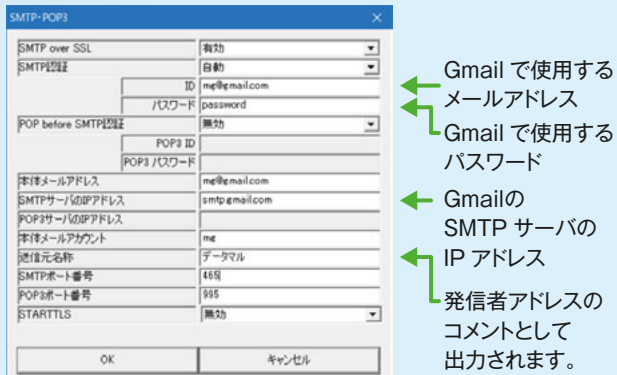 SMTP・POP3
SMTP over SSL 有効
SMTP認証 自動
ID me@gmail.com
パスワード password
POP before SMTP認証 無効
POP3 ID
POP3 パスワード
本体メールアドレス me@gmail.com
SMTPサーバのIPアドレス smtp.gmail.com
POP3サーバのIPアドレス
本体メールアカウント me
送信元名称 データマル
SMTPポート番号 465
POP3ポート番号 995
STARTTLS 無効
OK キャンセル
Gmail で使用する
メールアドレス
Gmail で使用する
パスワード
Gmailの
SMTP サーバの
IP アドレス
発信者アドレスの
コメントとして
出力されます。